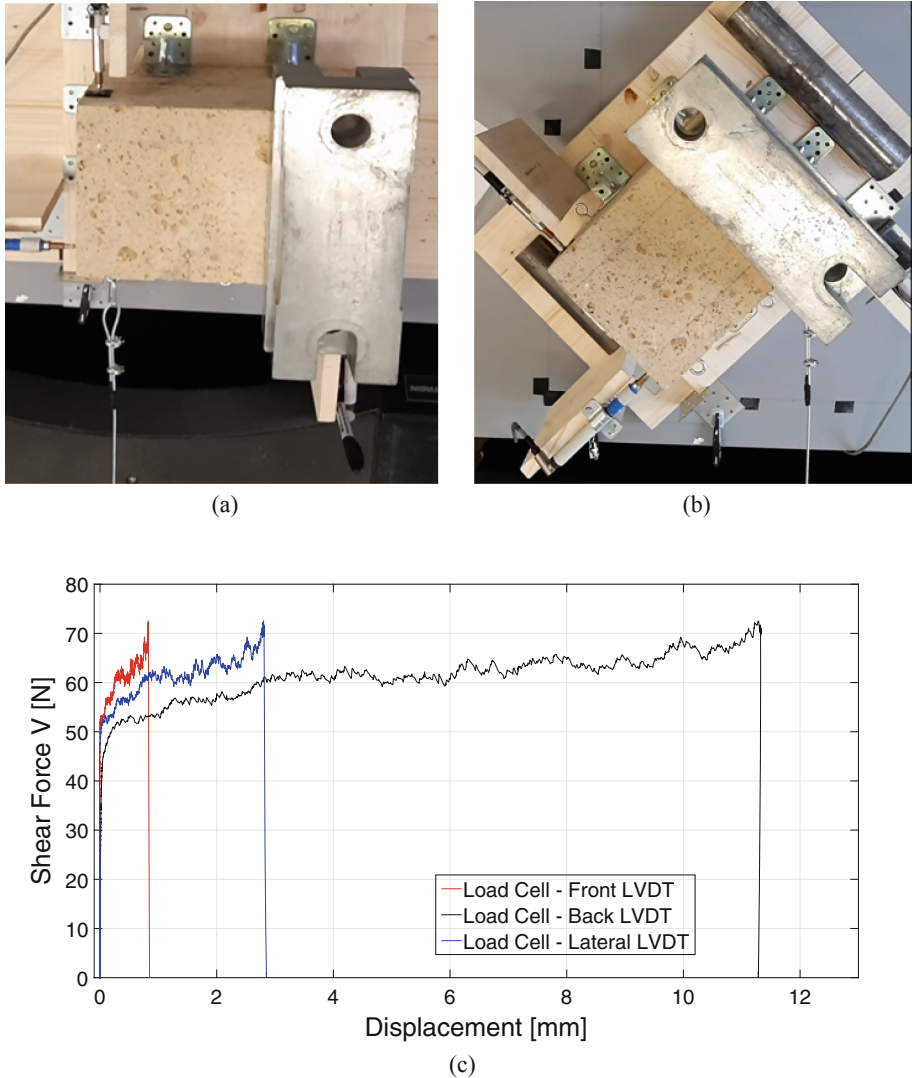 (a)
(b)
Shear Force V [N]
80
70
60
50
40
30
20
10
0
Load Cell - Front LVDT
Load Cell - Back LVDT
Load Cell - Lateral LVDT
0 2 4 6 8 10 12
Displacement [mm]
(c)